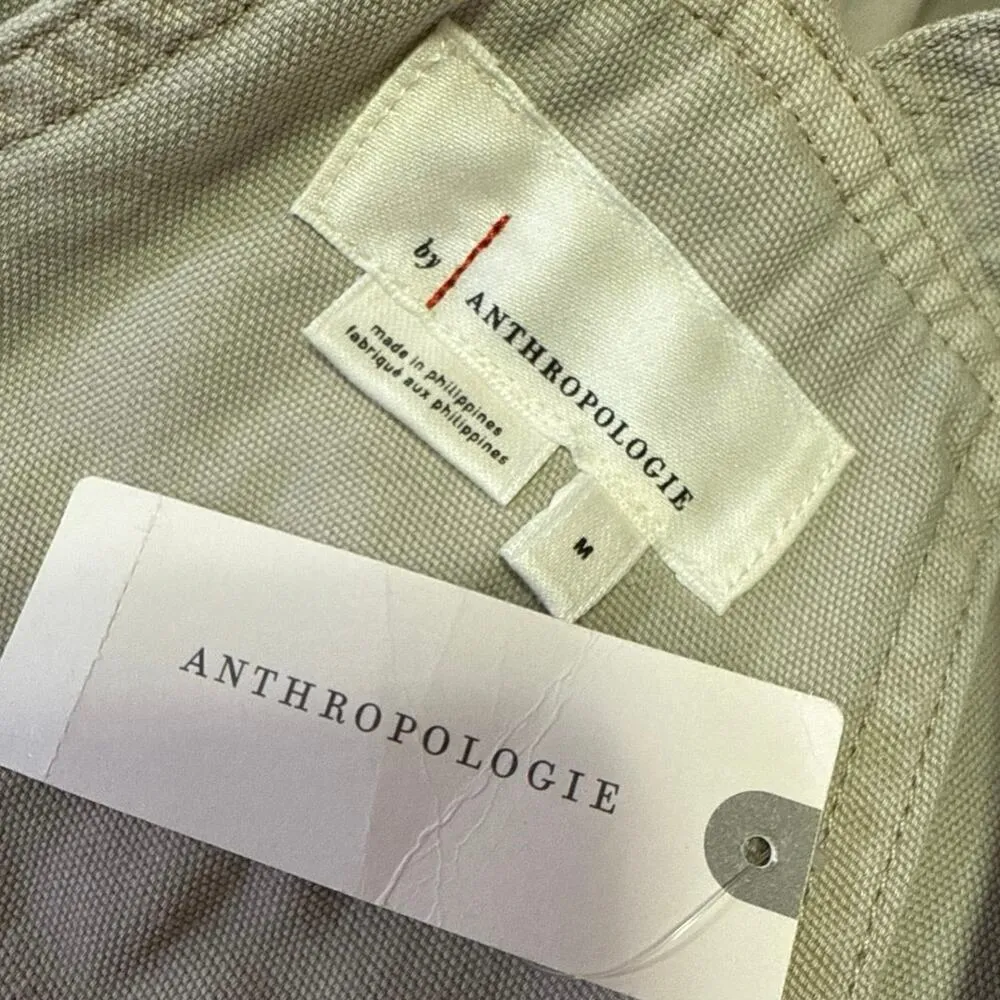 by
ANTHROPOLOGIE
made in philippines
fabriqué aux philippines
M
ANTHROPOLOGIE